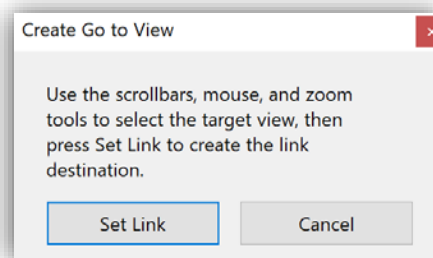 Create Go to View
Use the scrollbars, mouse, and zoom
tools to select the target view, then
press Set Link to create the link
destination.
Set Link
Cancel